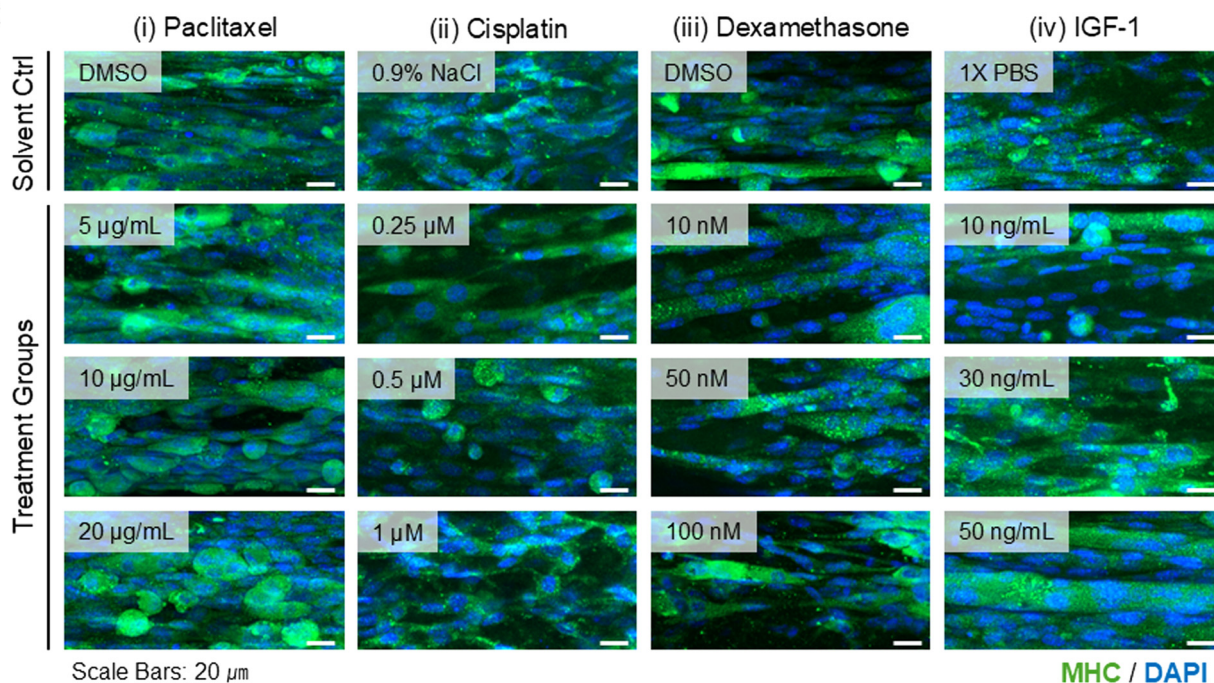 (i) Paclitaxel (ii) Cisplatin (iii) Dexamethasone (iv) IGF-1
Solvent Ctrl
DMSO 0.9% NaCl DMSO 1X PBS
Treatment Groups
5 µg/mL 0.25 µM 10 nM 10 ng/mL
10 µg/mL 0.5 µM 50 nM 30 ng/mL
20 µg/mL 1 µM 100 nM 50 ng/mL
Scale Bars: 20 ㎛ MHC / DAPI